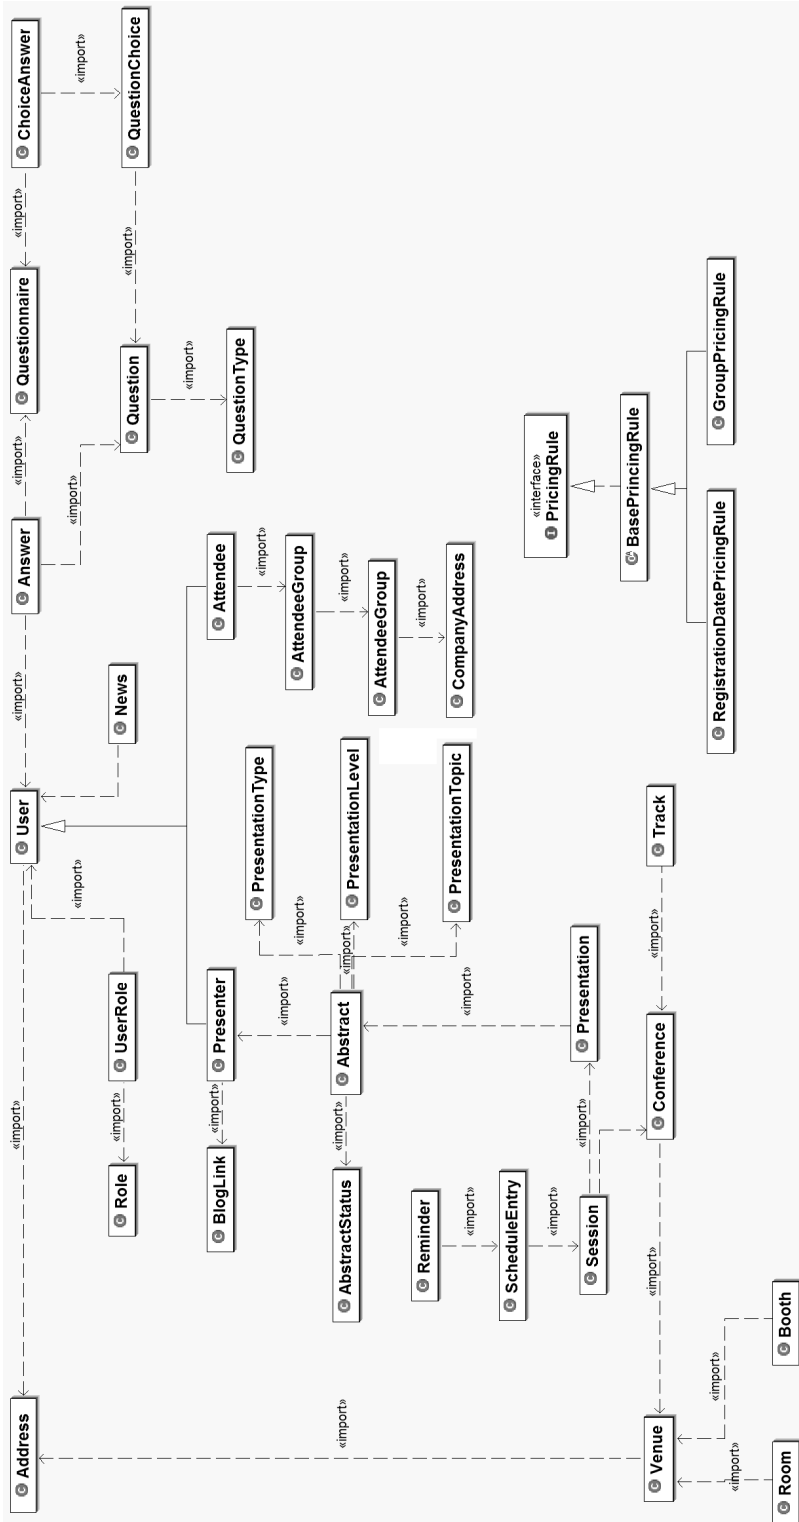 Address
«import»
User
«import»
Answer
«import»
Questionnaire
«import»
ChoiceAnswer
«import»
«import»
«import»
Role
«import»
UserRole
News
Question
«import»
QuestionChoice
«import»
BlogLink
«import»
Presenter
Attendee
QuestionType
PresentationType
«import»
«import»
«import»
AttendeeGroup
«import»
AbstractStatus
«import»
Abstract
«import»
PresentationLevel
«import»
AttendeeGroup
«import»
«import»
Reminder
PresentationTopic
CompanyAddress
«import»
«import»
ScheduleEntry
«interface»
PricingRule
«import»
Session
«import»
Presentation
BasePrincingRule
Venue
«import»
Conference
«import»
Track
RegistrationDatePricingRule
GroupPricingRule
«import»
«import»
Room
Booth